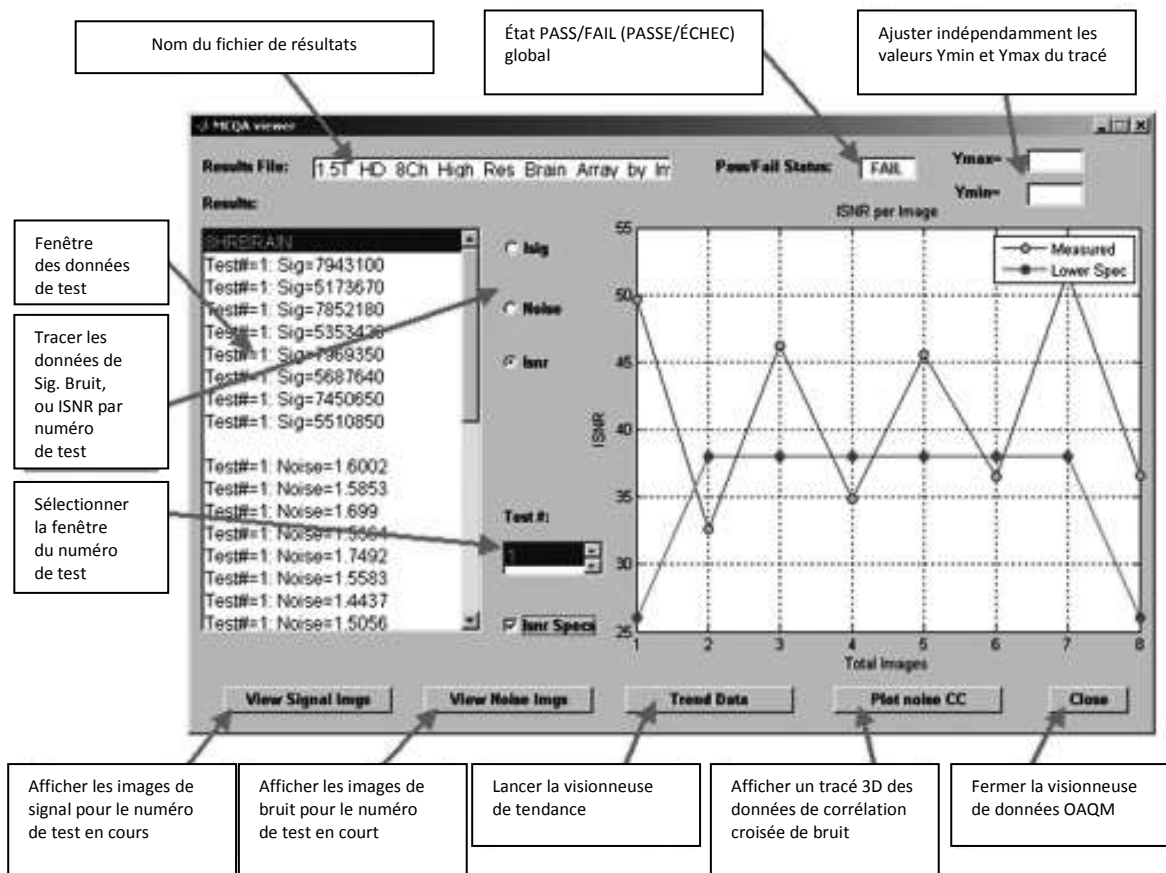 Nom du fichier de résultats
État PASS/FAIL (PASSE/ÉCHEC)
global
Ajuster indépendamment les
valeurs Ymin et Ymax du tracé
MCQA viewer
Results File:
1.5T HD 8Ch High Res Brain Array by Im
Pass/Fail Status:
FAIL
Ymax=
Ymin=
Results:
8HRBRAIN
Test#=1: Sig=7943100
Test#=1: Sig=5173670
Test#=1: Sig=7852180
Test#=1: Sig=5353430
Test#=1: Sig=7969350
Test#=1: Sig=5687640
Test#=1: Sig=7450650
Test#=1: Sig=5510850
Test#=1: Noise=1.6002
Test#=1: Noise=1.5853
Test#=1: Noise=1.699
Test#=1:
Test#=1: Noise=1.7492
Test#=1: Noise=1.5583
Test#=1: Noise=1.4437
Test#=1: Noise=1.5056
Isig
Noise
Isnr
Test #:
1
Isnr Specs
ISNR per Image
Measured
Lower Spec
55
50
45
40
35
30
25
ISNR
1 2 3 4 5 6 7 8
Total Images
View Signal Imgs
View Noise Imgs
Trend Data
Plot noise CC
Close
Fenêtre
des données
de test
Tracer les
données de
Sig. Bruit,
ou ISNR par
numéro
de test
Sélectionner
la fenêtre
du numéro
de test
Afficher les images de
signal pour le numéro
de test en cours
Afficher les images de
bruit pour le numéro
de test en court
Lancer la visionneuse
de tendance
Afficher un tracé 3D des
données de corrélation
croisée de bruit
Fermer la visionneuse
de données OAQM